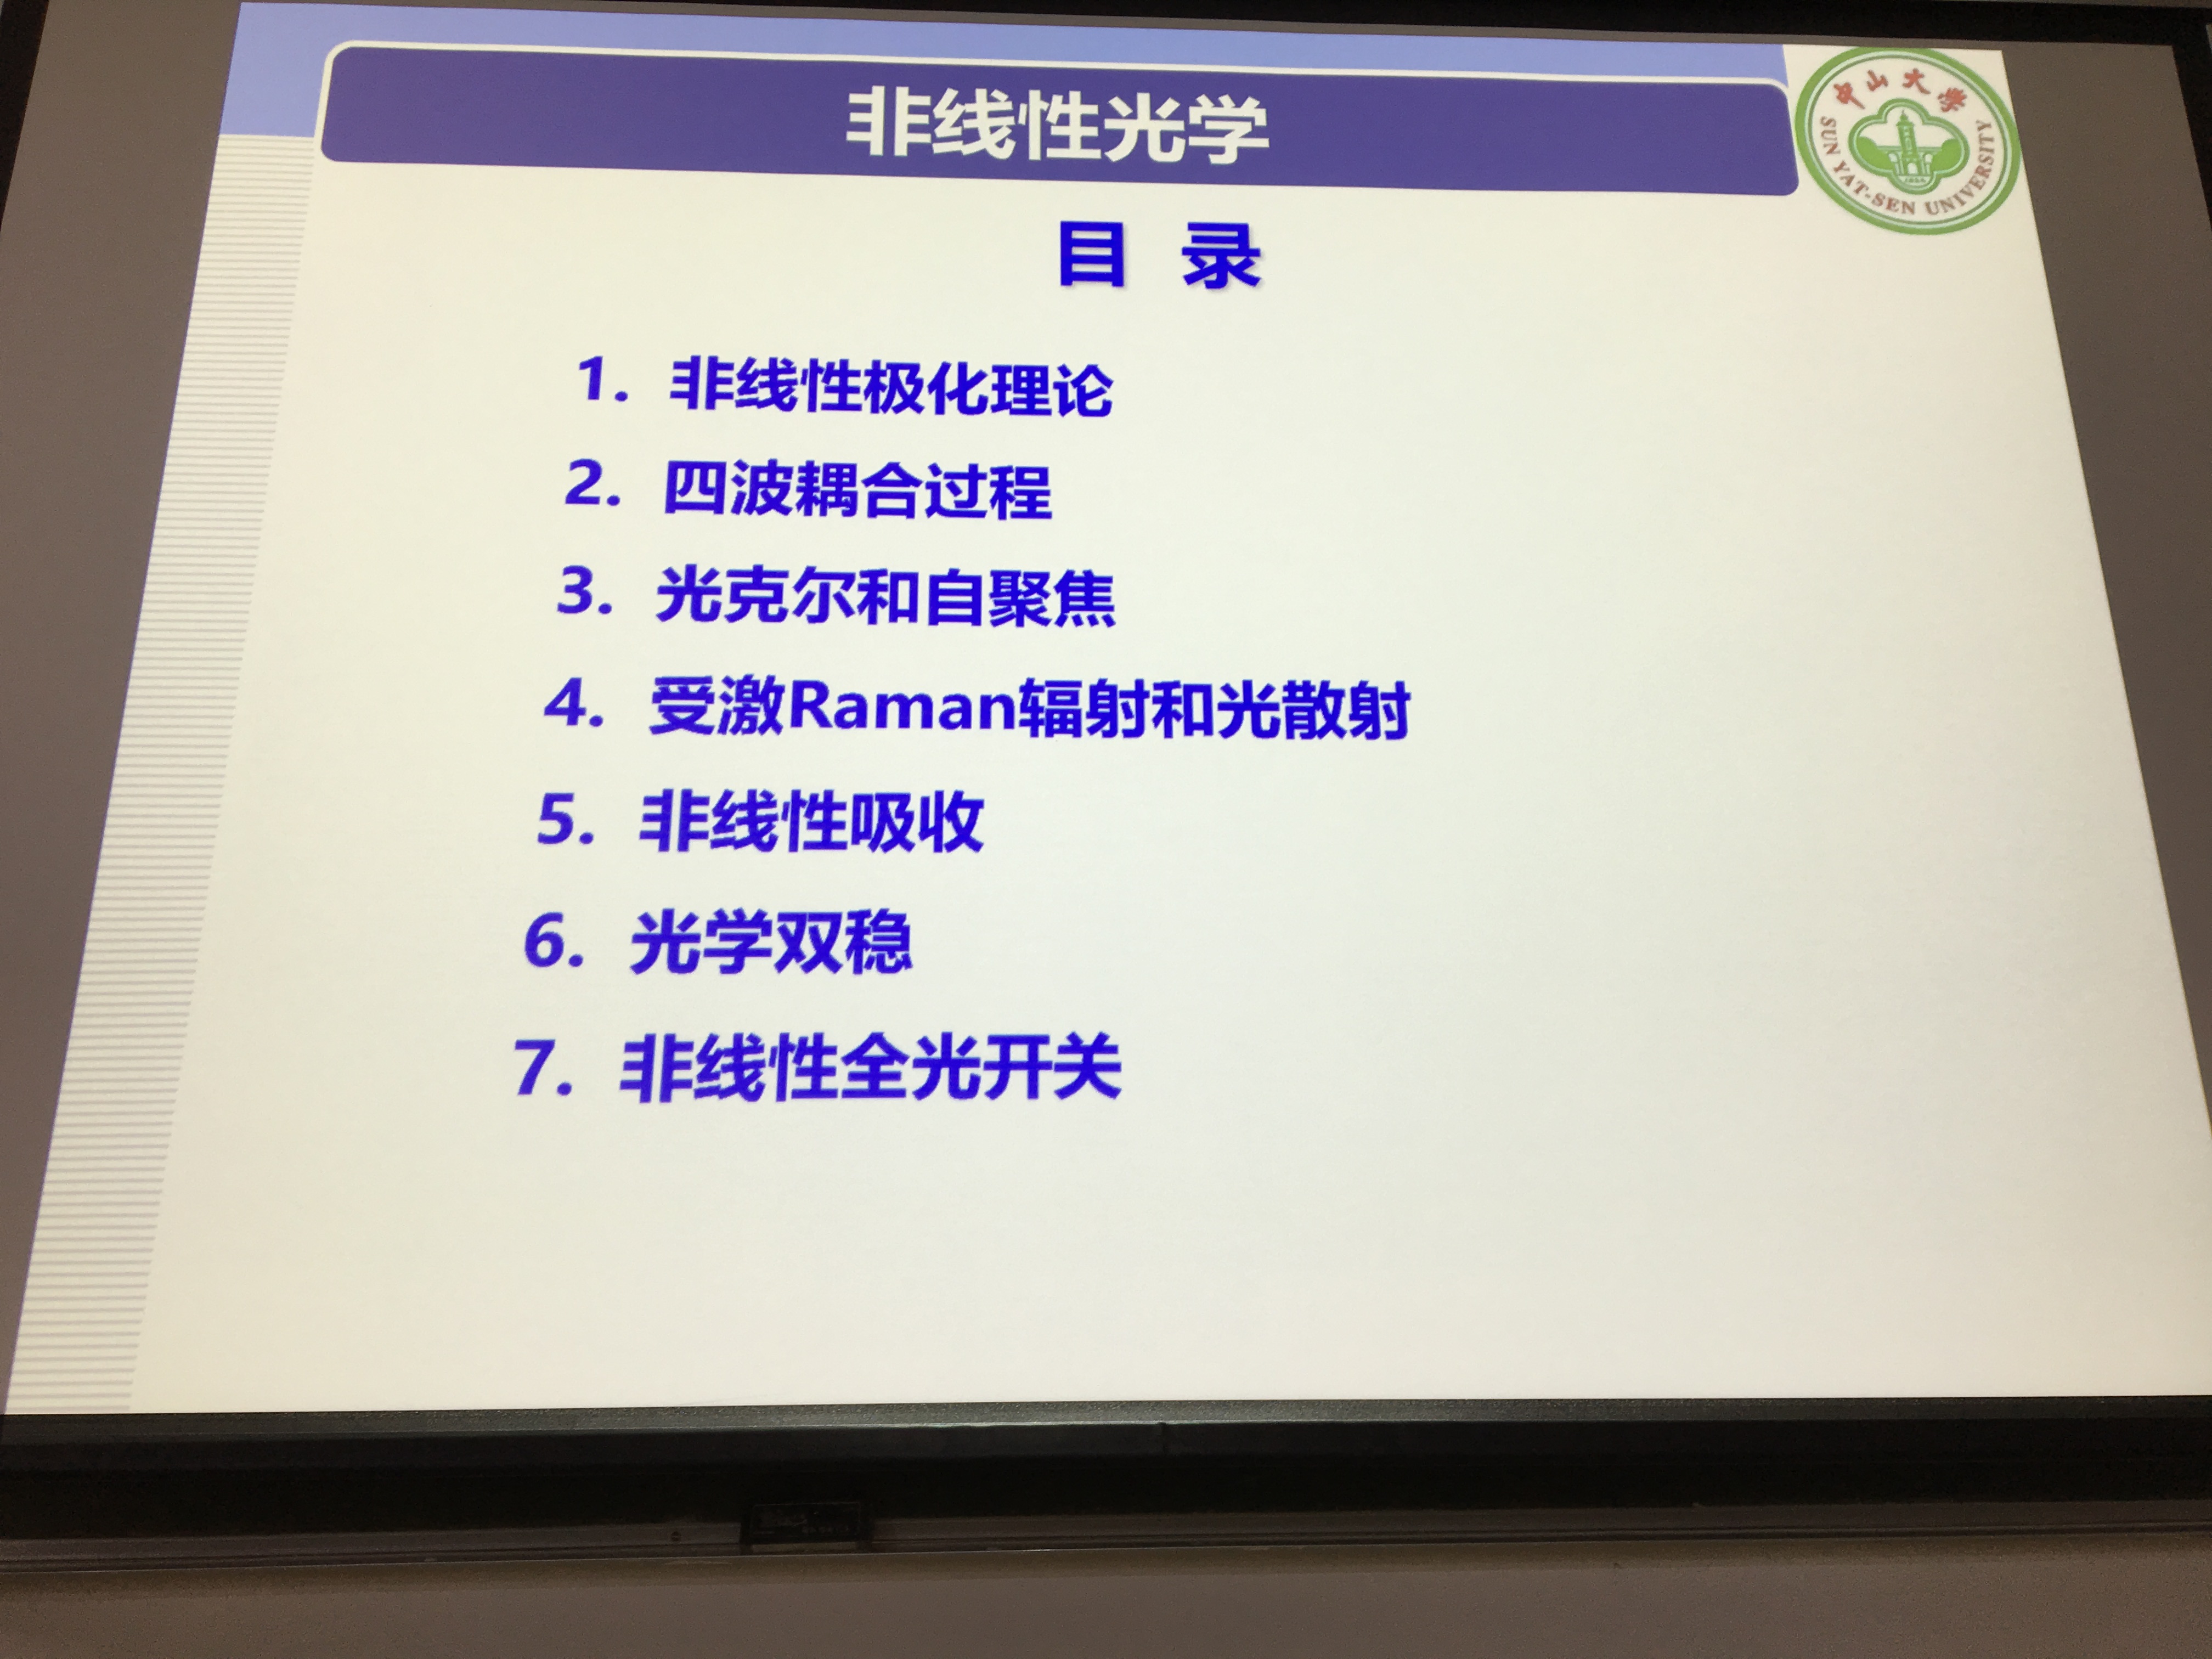 非线性光学
中山大学
SUN YAT-SEN UNIVERSITY
目 录
1. 非线性极化理论
2. 四波耦合过程
3. 光克尔和自聚焦
4. 受激Raman辐射和光散射
5. 非线性吸收
6. 光学双稳
7. 非线性全光开关